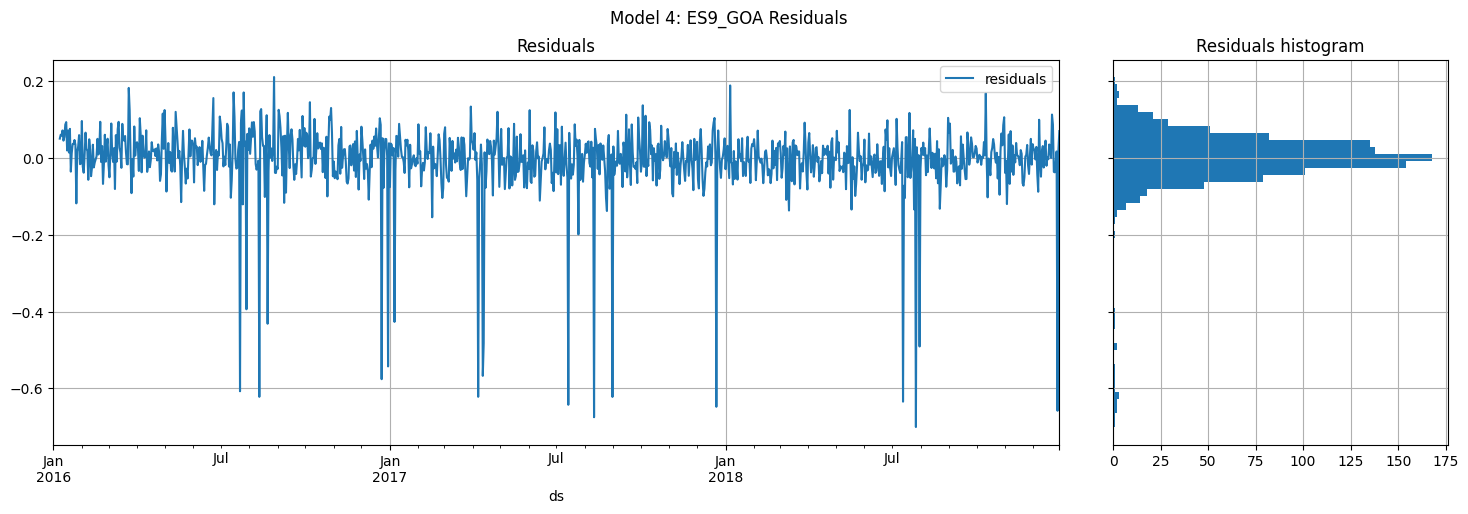 Model 4: ES9_GOA Residuals
Residuals
residuals
0.2
0.0
−0.2
−0.4
−0.6
Jan
2016
Jul
Jan
2017
Jul
Jan
2018
Jul
ds
Residuals histogram
0 25 50 75 100 125 150 175